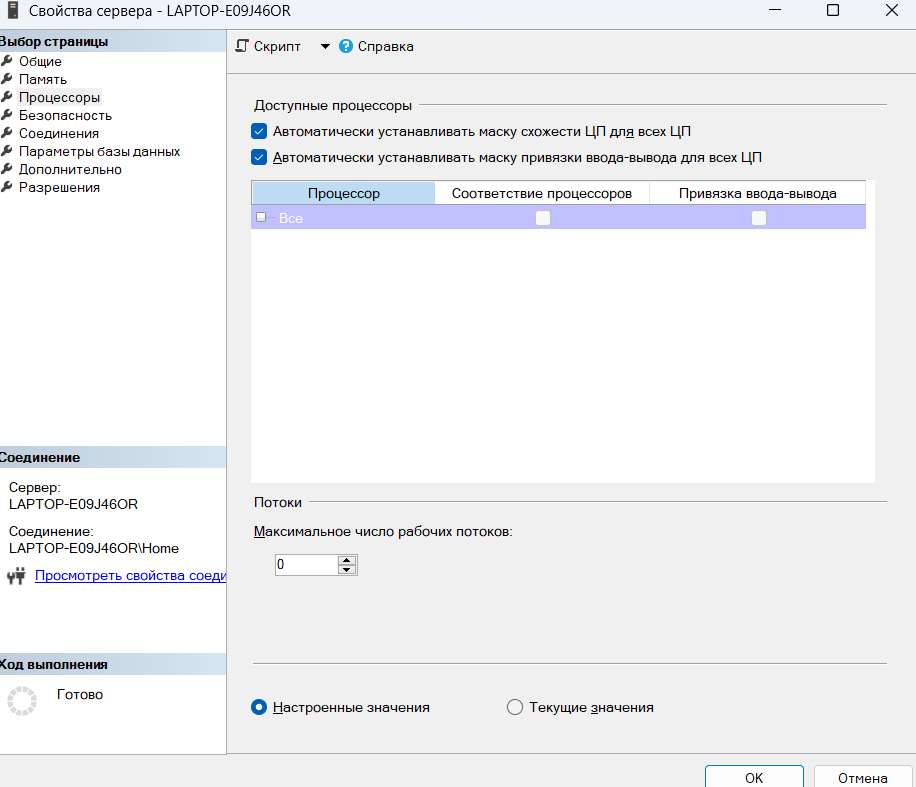 Свойства сервера - LAPTOP-E09J46OR
Выбор страницы
Общие
Память
Процессоры
Безопасность
Соединения
Параметры базы данных
Дополнительно
Разрешения
Соединение
Сервер:
LAPTOP-E09J46OR
Соединение:
LAPTOP-E09J46OR\Home
Просмотреть свойства соеди
Ход выполнения
Готово
Скрипт
Справка
Доступные процессоры
Автоматически устанавливать маску схожести ЦП для всех ЦП
Автоматически устанавливать маску привязки ввода-вывода для всех ЦП
Процессор Соответствие процессоров Привязка ввода-вывода
Все
Потоки
Максимальное число рабочих потоков:
0
Настроенные значения Текущие значения
ОК Отмена